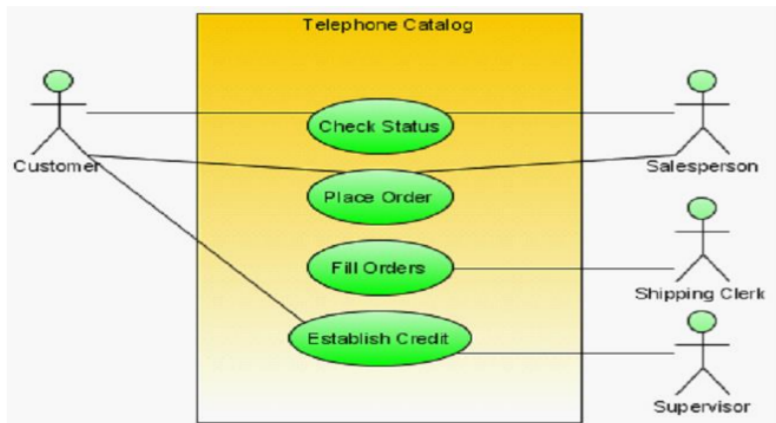 Telephone Catalog
Check Status
Customer
Salesperson
Place Order
Fill Orders
Shipping Clerk
Establish Credit
Supervisor